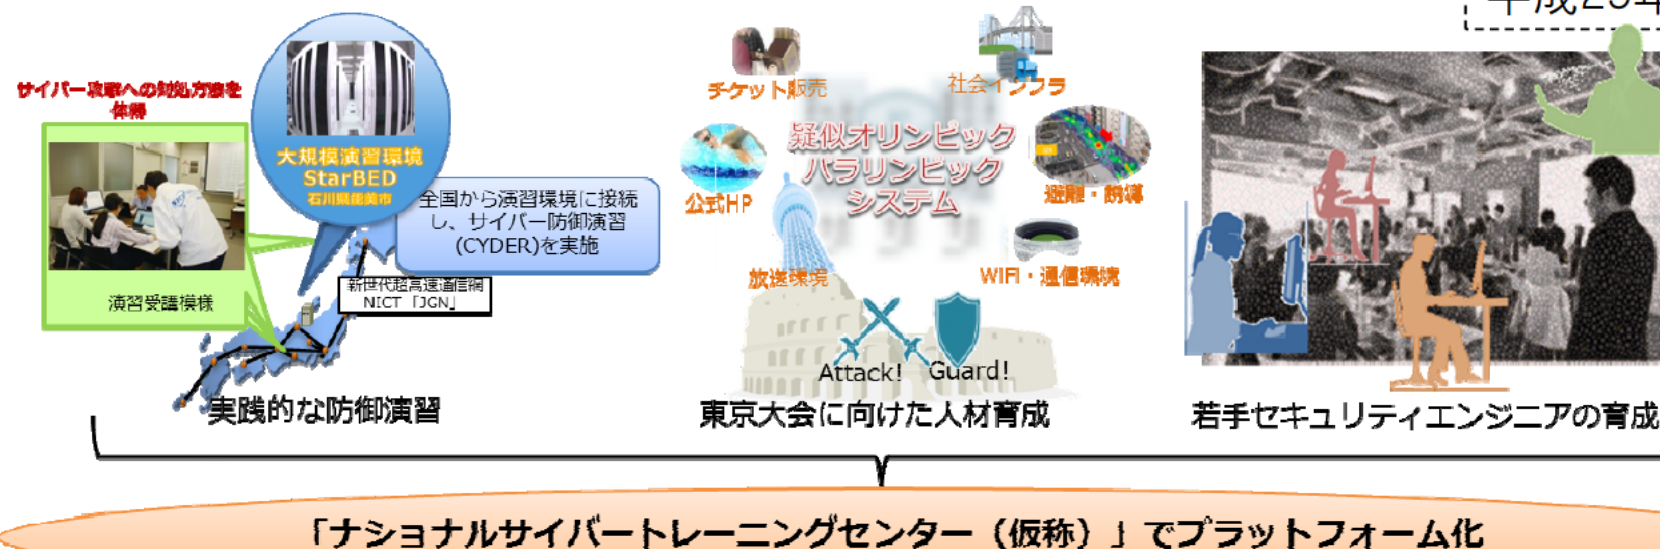 平成29年
サイバー攻撃への対処方法を
体得
大規模演習環境
StarBED
石川県能美市
全国から演習環境に接続
し、サイバー防御演習
(CYDER)を実施
新世代超高速通信網
NICT 「JGN」
演習受講模様
実践的な防御演習
チケット販売
社会インフラ
疑似オリンピック
パラリンピック
システム
公式HP
避難・誘導
放送環境
WIFI・通信環境
Attack!
Guard!
東京大会に向けた人材育成
若手セキュリティエンジニアの育成
「ナショナルサイバートレーニングセンター（仮称）」でプラットフォーム化